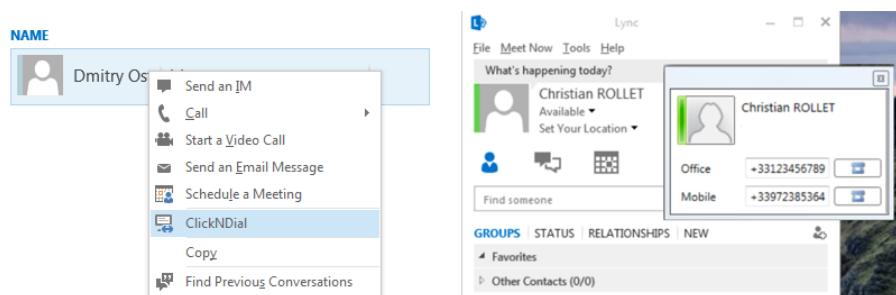 NAME
Dmitry Os
Send an IM
Call
Start a Video Call
Send an Email Message
Schedule a Meeting
ClickNDial
Copy
Find Previous Conversations
Lync
File Meet Now Tools Help
What's happening today?
Christian ROLLET
Available
Set Your Location
Find someone
GROUPS STATUS RELATIONSHIPS NEW
Favorites
Other Contacts (0/0)
Christian ROLLET
Office +33123456789
Mobile +33972385364